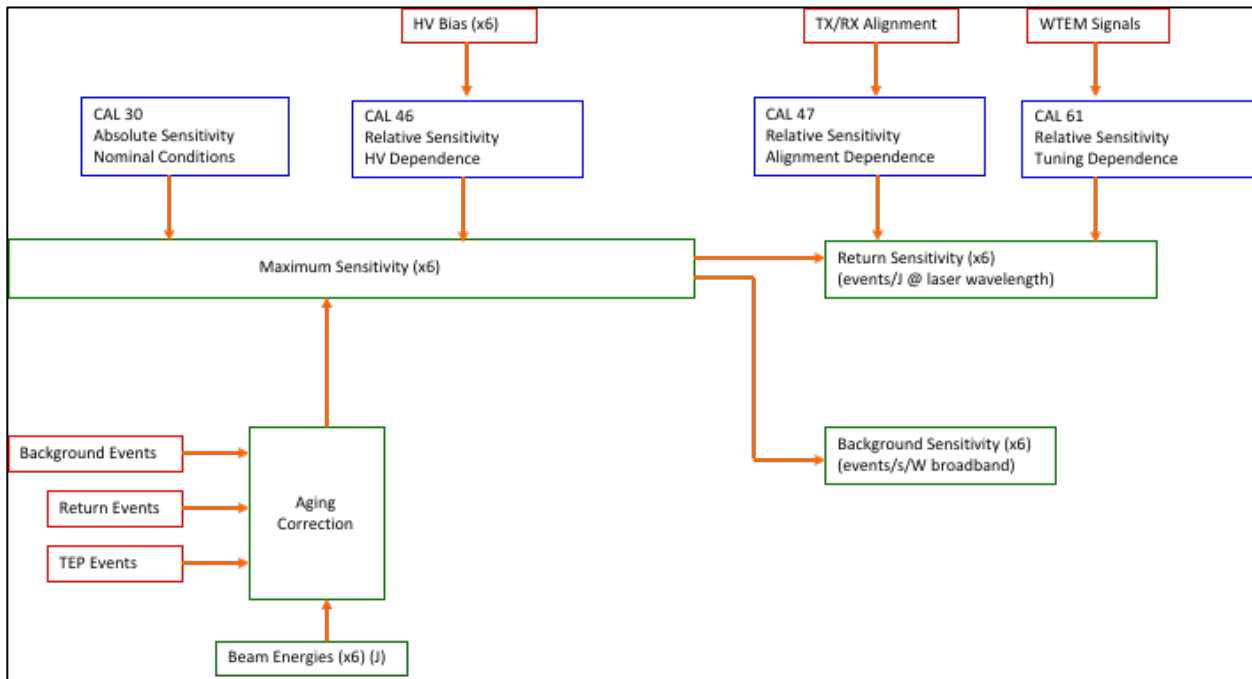 HV Bias (x6)
TX/RX Alignment
WTEM Signals
CAL 30
Absolute Sensitivity
Nominal Conditions
CAL 46
Relative Sensitivity
HV Dependence
CAL 47
Relative Sensitivity
Alignment Dependence
CAL 61
Relative Sensitivity
Tuning Dependence
Maximum Sensitivity (x6)
Return Sensitivity (x6)
(events/J @ laser wavelength)
Background Events
Return Events
TEP Events
Aging
Correction
Background Sensitivity (x6)
(events/s/W broadband)
Beam Energies (x6) (J)